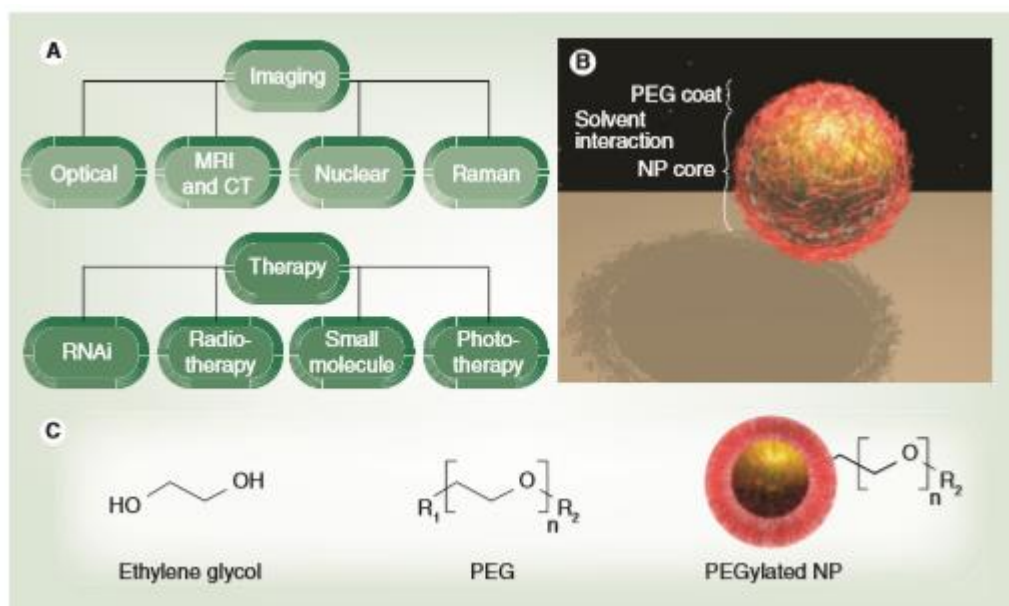 A
Imaging
Optical
MRI
and CT
Nuclear
Raman
Therapy
RNAi
Radio-
therapy
Small
molecule
Photo-
therapy
B
PEG coat
Solvent
interaction
NP core
C
HO
OH
Ethylene glycol
R1
O
n
R2
PEG
O
n
R2
PEGylated NP